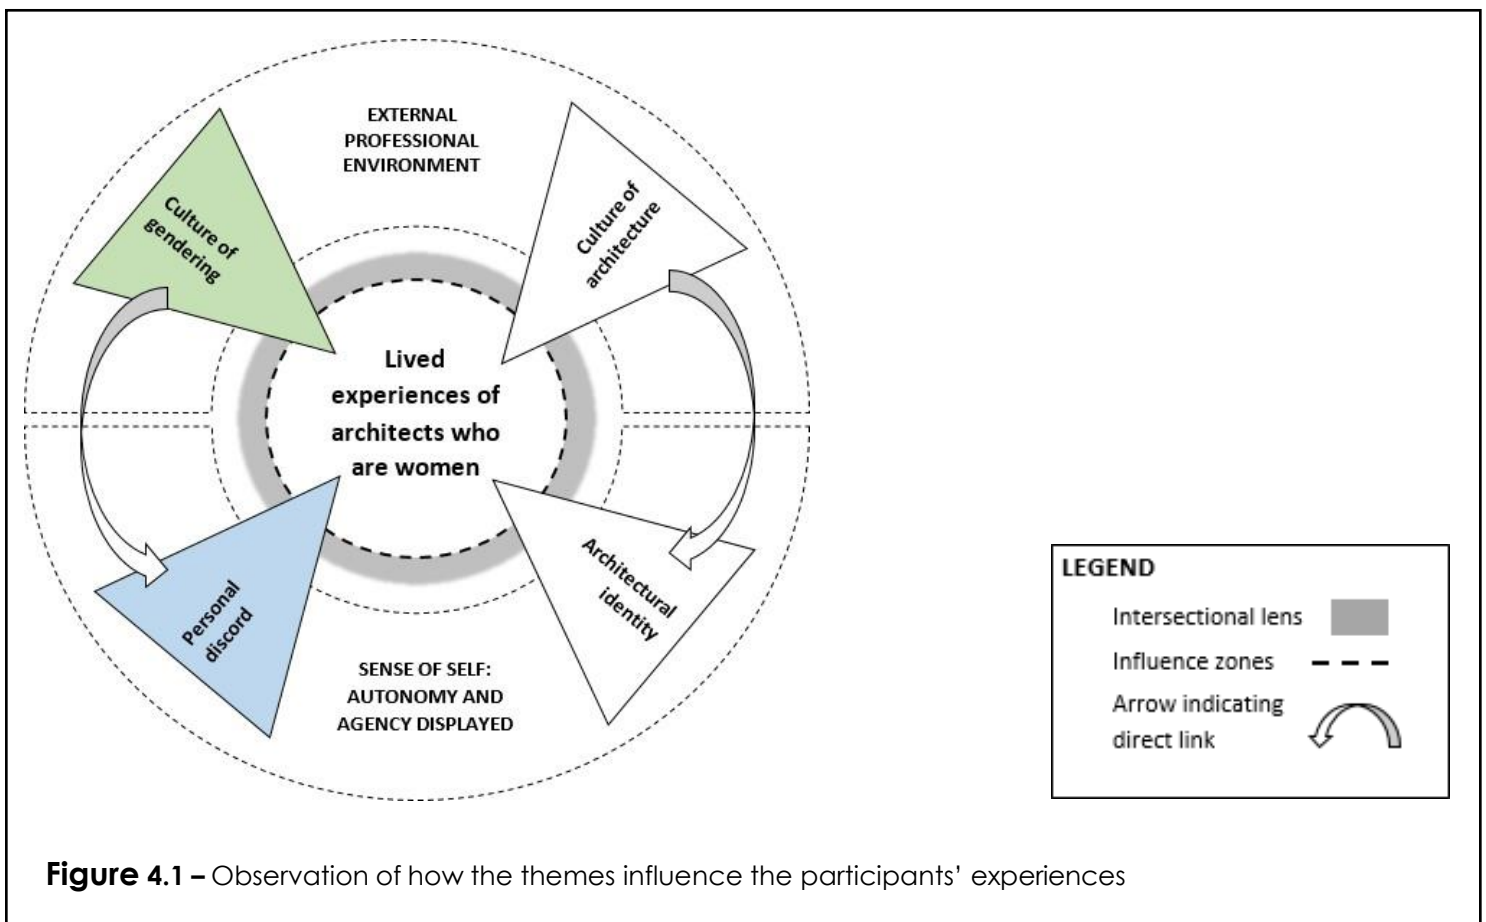 EXTERNAL
PROFESSIONAL
ENVIRONMENT
Culture of
gendering
Culture of
architecture
Lived
experiences of
architects who
are women
Personal
discord
Architectural
identity
SENSE OF SELF:
AUTONOMY AND
AGENCY DISPLAYED
LEGEND
Intersectional lens
Influence zones
Arrow indicating
direct link
Figure 4.1 – Observation of how the themes influence the participants’ experiences